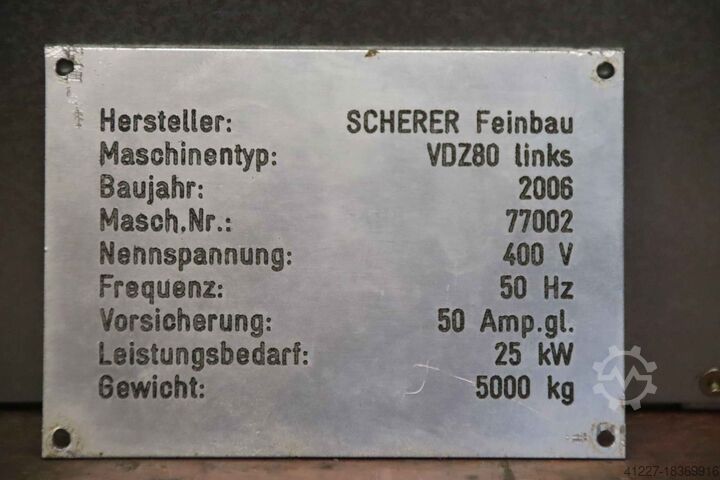 Hersteller: SCHERER Feinbau
Maschinentyp: VDZ80 links
Baujahr: 2006
Masch.Nr.: 77002
Nennspannung: 400 V
Frequenz: 50 Hz
Vorsicherung: 50 Amp.gl.
Leistungsbedarf: 25 kW
Gewicht: 5000 kg
41227-18369916